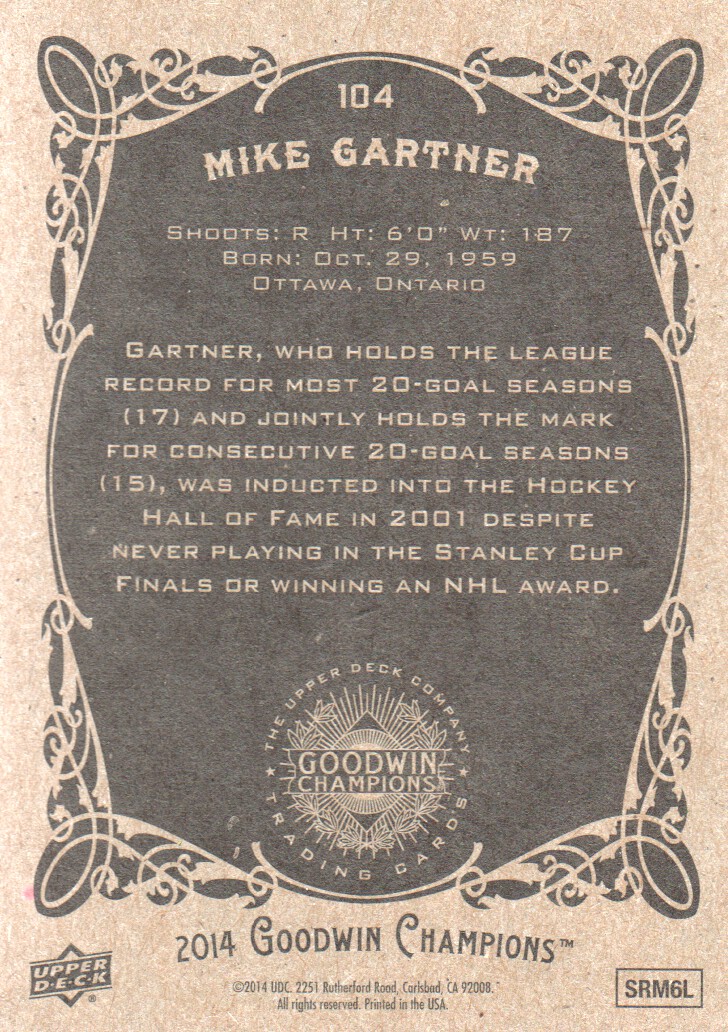 104
MIKE GARTNER
SHOOTS: R HT: 6'0" WT: 187
BORN: OCT. 29, 1959
OTTAWA, ONTARIO
GARTNER, WHO HOLDS THE LEAGUE
RECORD FOR MOST 20-GOAL SEASONS
(17) AND JOINTLY HOLDS THE MARK
FOR CONSECUTIVE 20-GOAL SEASONS
(15), WAS INDUCTED INTO THE HOCKEY
HALL OF FAME IN 2001 DESPITE
NEVER PLAYING IN THE STANLEY CUP
FINALS OR WINNING AN NHL AWARD.
THE UPPER DECK COMPANY
GOODWIN
CHAMPIONS
★ TRADING CARDS ★
2014 GOODWIN CHAMPIONS™
UPPER
D·E·C·K®
©2014 UDC. 2251 Rutherford Road, Carlsbad, CA 92008.
All rights reserved. Printed in the USA.
SRM6L